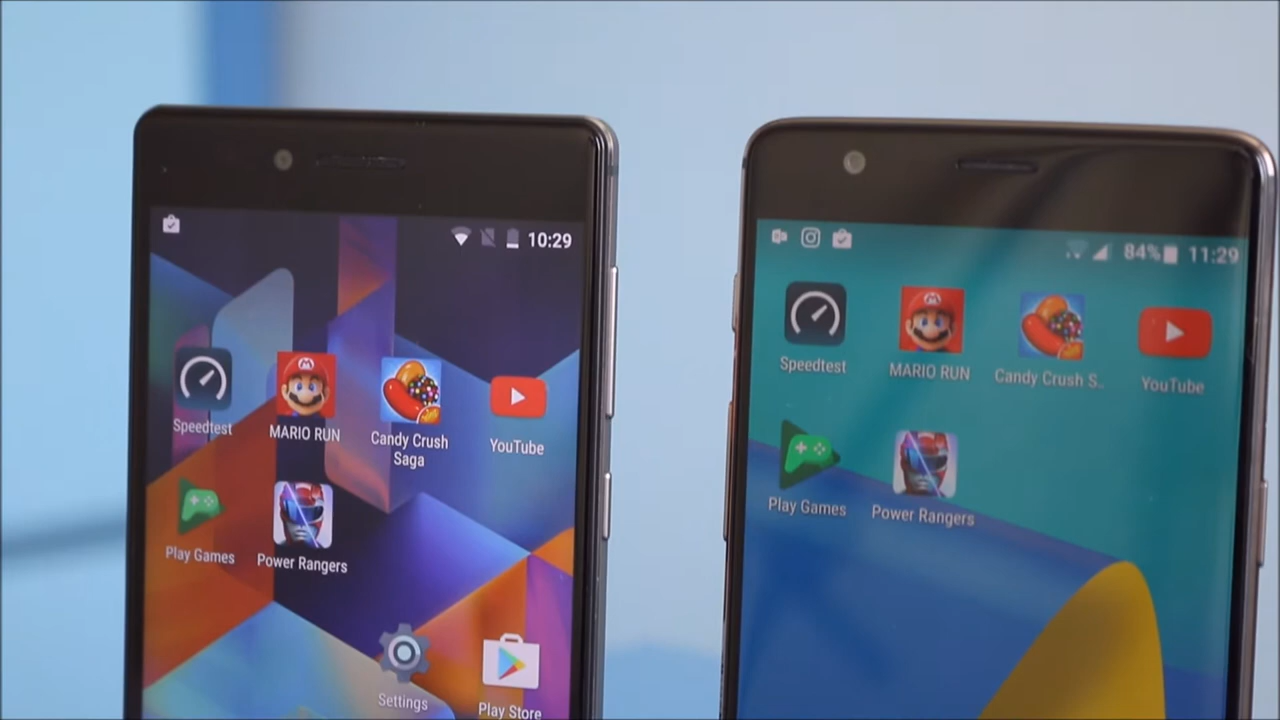 10:29
Speedtest
MARIO RUN
Candy Crush
Saga
YouTube
Play Games
Power Rangers
Settings
Play Store
84%
11:29
Speedtest
MARIO RUN
Candy Crush S..
YouTube
Play Games
Power Rangers